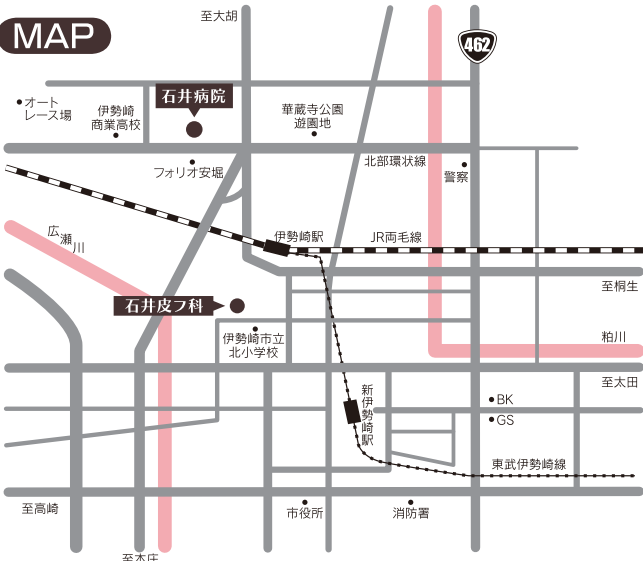 MAP
至大胡
462
オート
レース場
伊勢崎
商業高校
石井病院
華蔵寺公園
遊園地
フォリオ安堀
北部環状線
警察
広瀬川
伊勢崎駅
JR両毛線
至桐生
石井皮フ科
伊勢崎市立
北小学校
粕川
至太田
新伊勢崎駅
BK
GS
東武伊勢崎線
至高崎
市役所
消防署
至本庄